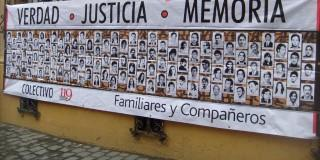 VERDAD • JUSTICIA • MEMORIA
COLECTIVO 119
Familiares y Compañeros